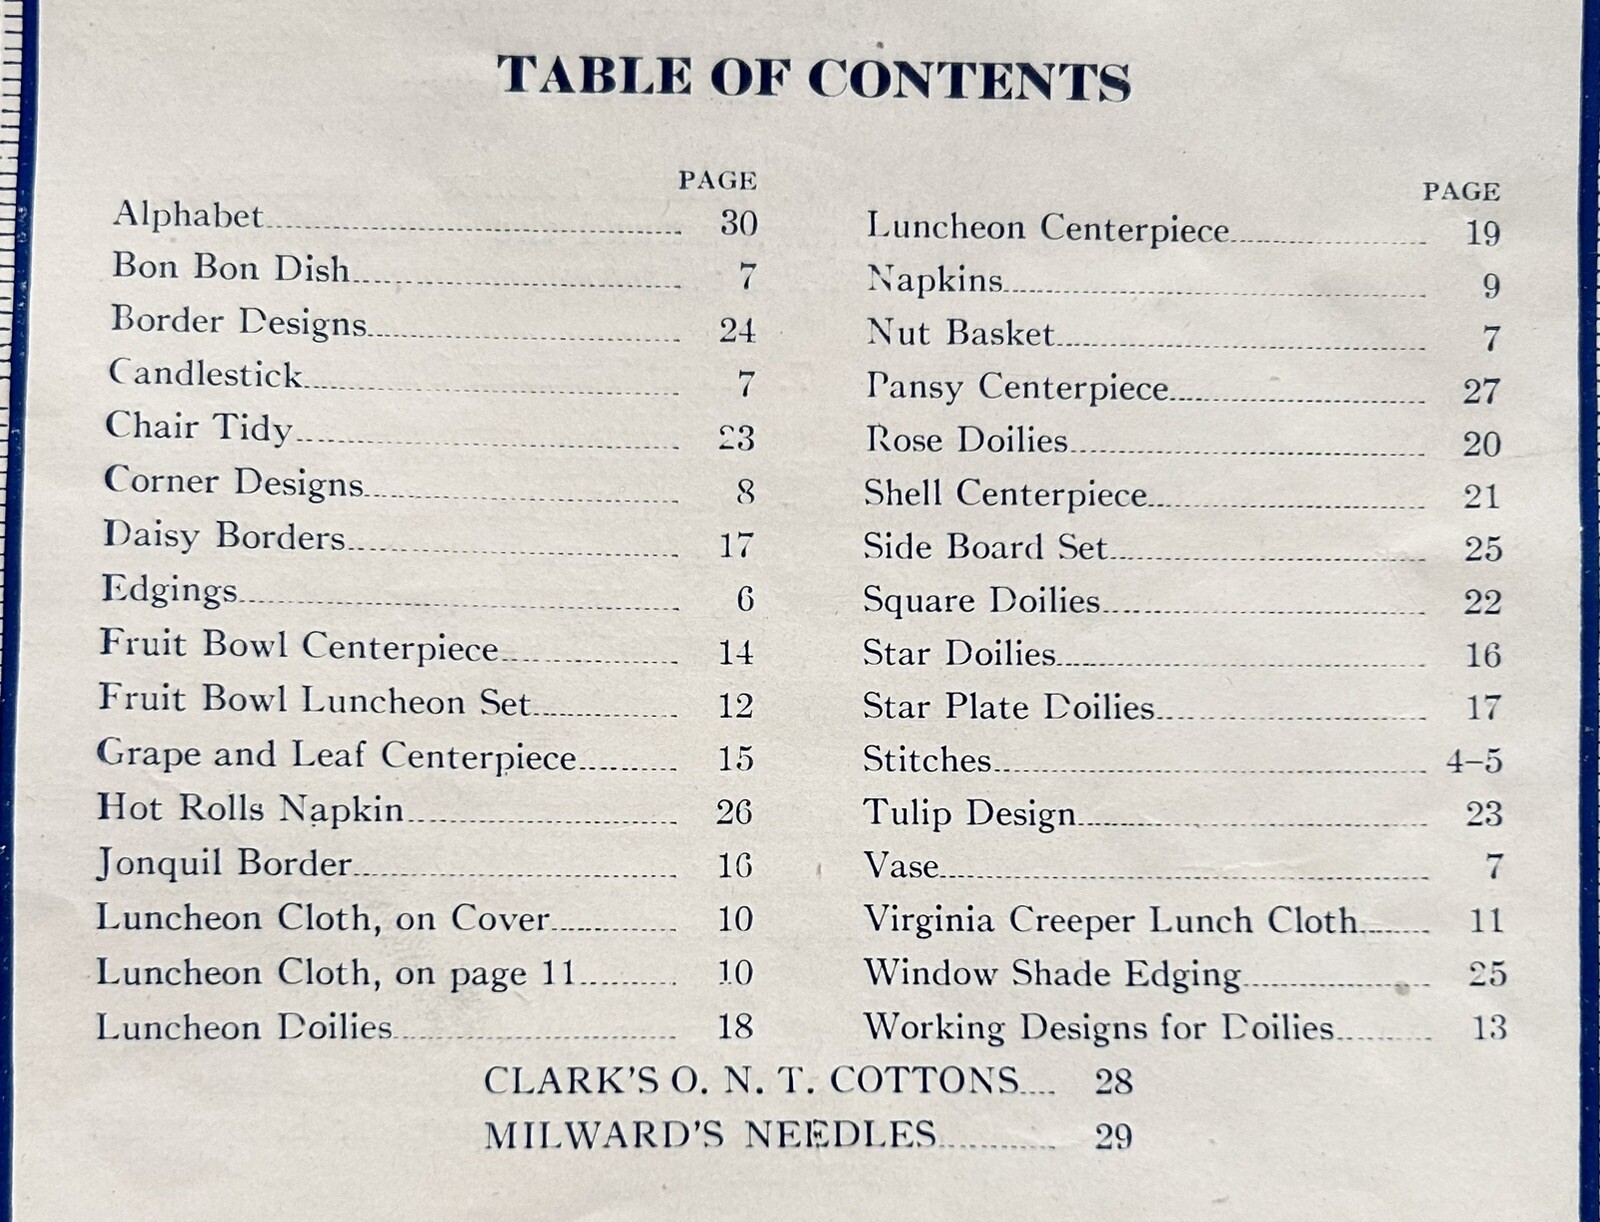 TABLE OF CONTENTS
PAGE
Alphabet 30
Bon Bon Dish 7
Border Designs 24
Candlestick 7
Chair Tidy 23
Corner Designs 8
Daisy Borders 17
Edgings 6
Fruit Bowl Centerpiece 14
Fruit Bowl Luncheon Set 12
Grape and Leaf Centerpiece 15
Hot Rolls Napkin 26
Jonquil Border 16
Luncheon Cloth, on Cover 10
Luncheon Cloth, on page 11 10
Luncheon Doilies 18
PAGE
Luncheon Centerpiece 19
Napkins 9
Nut Basket 7
Pansy Centerpiece 27
Rose Doilies 20
Shell Centerpiece 21
Side Board Set 25
Square Doilies 22
Star Doilies 16
Star Plate Doilies 17
Stitches 4–5
Tulip Design 23
Vase 7
Virginia Creeper Lunch Cloth 11
Window Shade Edging 25
Working Designs for Doilies 13
CLARK'S O. N. T. COTTONS 28
MILWARD'S NEEDLES 29